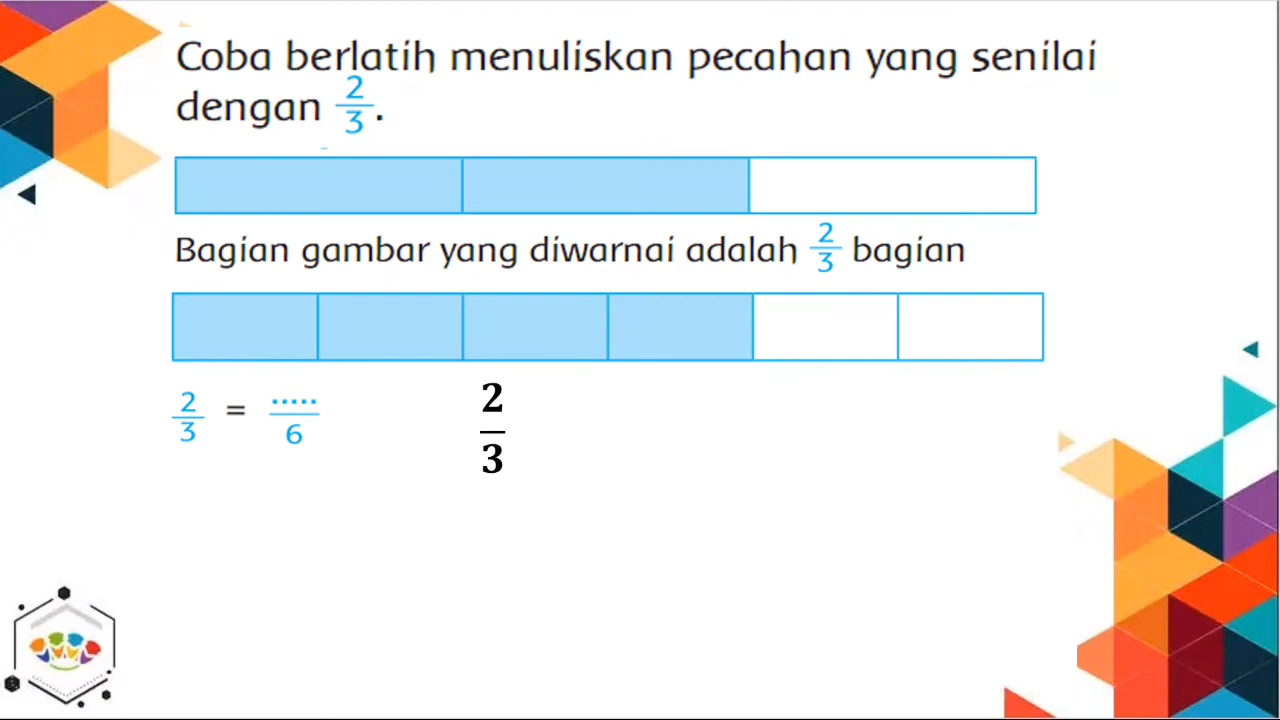 Coba berlatih menuliskan pecahan yang senilai
dengan 2/3.
Bagian gambar yang diwarnai adalah 2/3 bagian
2/3 = ...../6 2/3